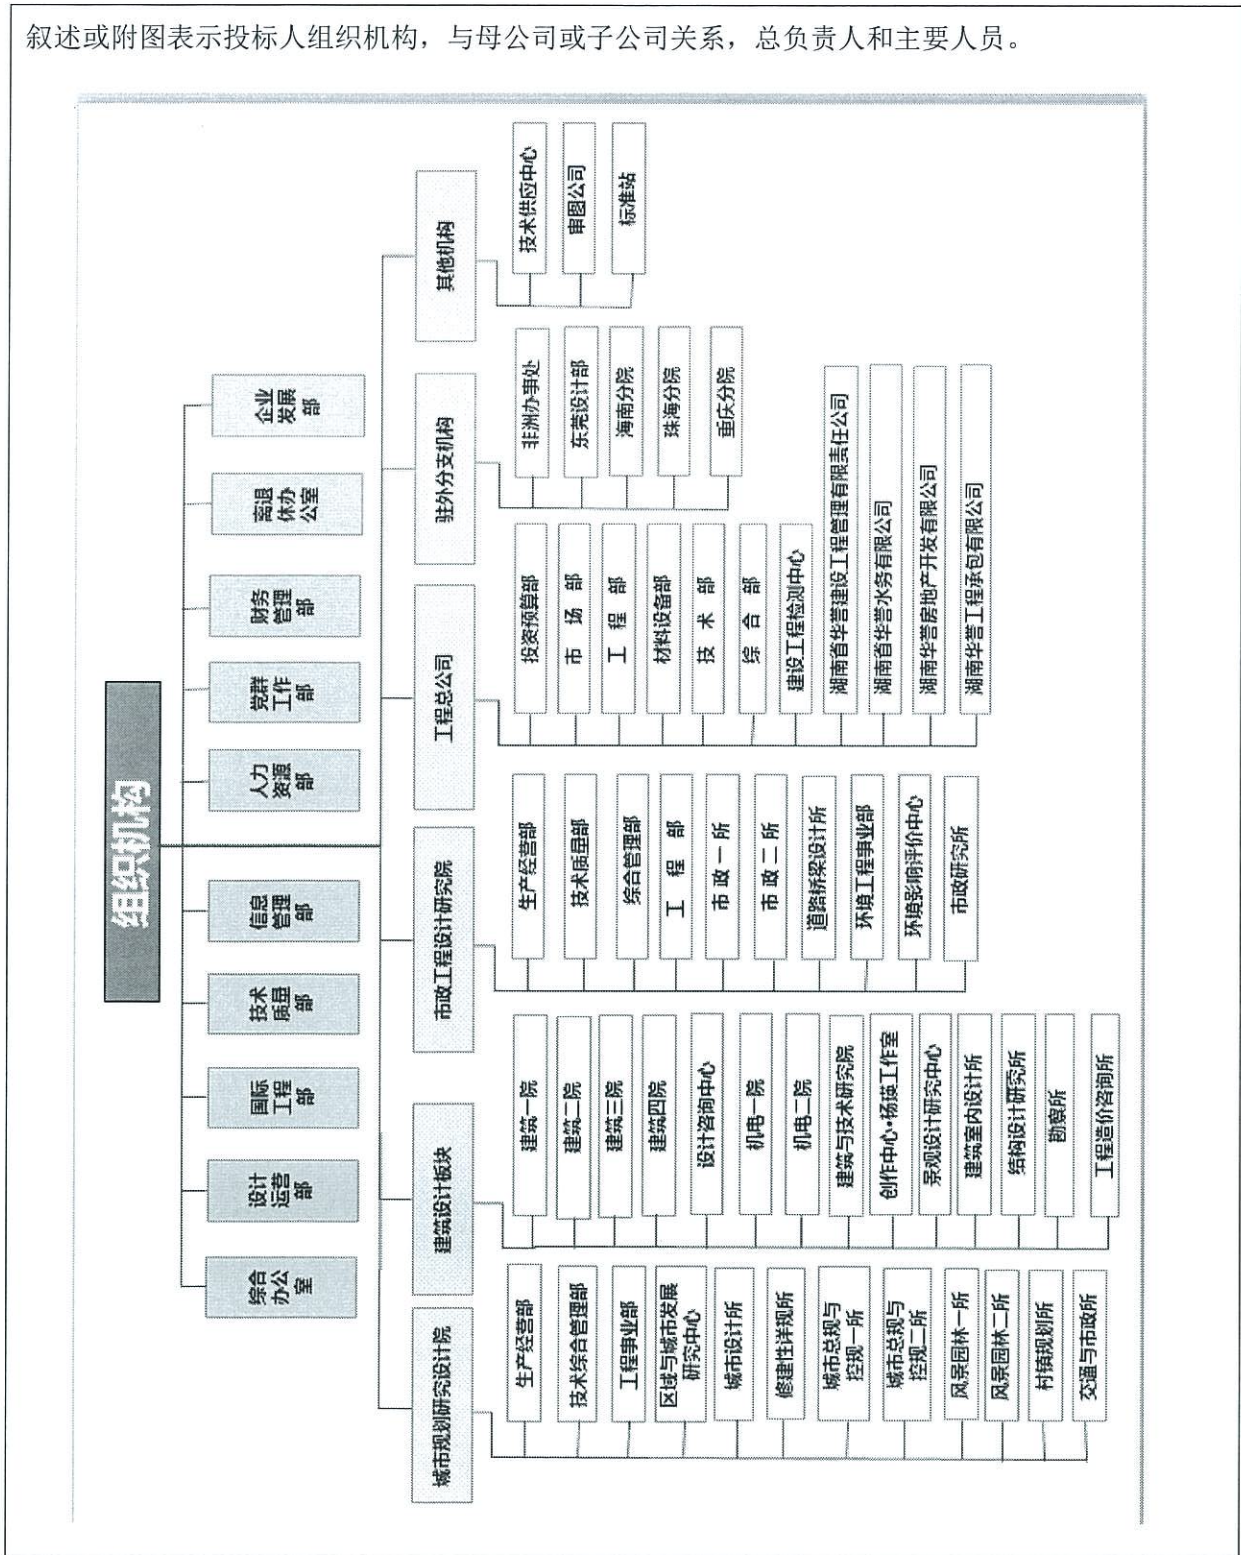 叙述或附图表示投标人组织机构，与母公司或子公司关系，总负责人和主要人员。
组织机构
综合
办公
室
设计
运营
部
国际
工程
部
技术
质量
部
信息
管理
部
人力
资源
部
党群
工作
部
财务
管理
部
离退
休办
公室
企业
发展
部
城市规划研究设计院
生产经营部
技术综合管理部
工程事业部
区域与城市发展
研究中心
城市设计所
修建性详规所
城市总规与
控规一所
城市总规与
控规二所
风景园林一所
风景园林二所
村镇规划所
交通与市政所
建筑设计板块
建筑一院
建筑二院
建筑三院
建筑四院
设计咨询中心
机电一院
机电二院
建筑与技术研究院
创作中心•杨瑛工作室
景观设计研究中心
建筑室内设计所
结构设计研究所
勘察所
工程造价咨询所
市政工程设计研究院
生产经营部
技术质量部
综合管理部
工 程 部
市 政 一 所
市 政 二 所
道路桥梁设计所
环境工程事业部
环境影响评价中心
市政研究所
工程总公司
投资预算部
市 场 部
工 程 部
材料设备部
技 术 部
综 合 部
建设工程检测中心
湖南省华誉建设工程管理有限责任公司
湖南省华誉水务有限公司
湖南华誉房地产开发有限公司
湖南华誉工程承包有限公司
驻外分支机构
非洲办事处
东莞设计部
海南分院
珠海分院
重庆分院
其他机构
技术供应中心
审图公司
标准站